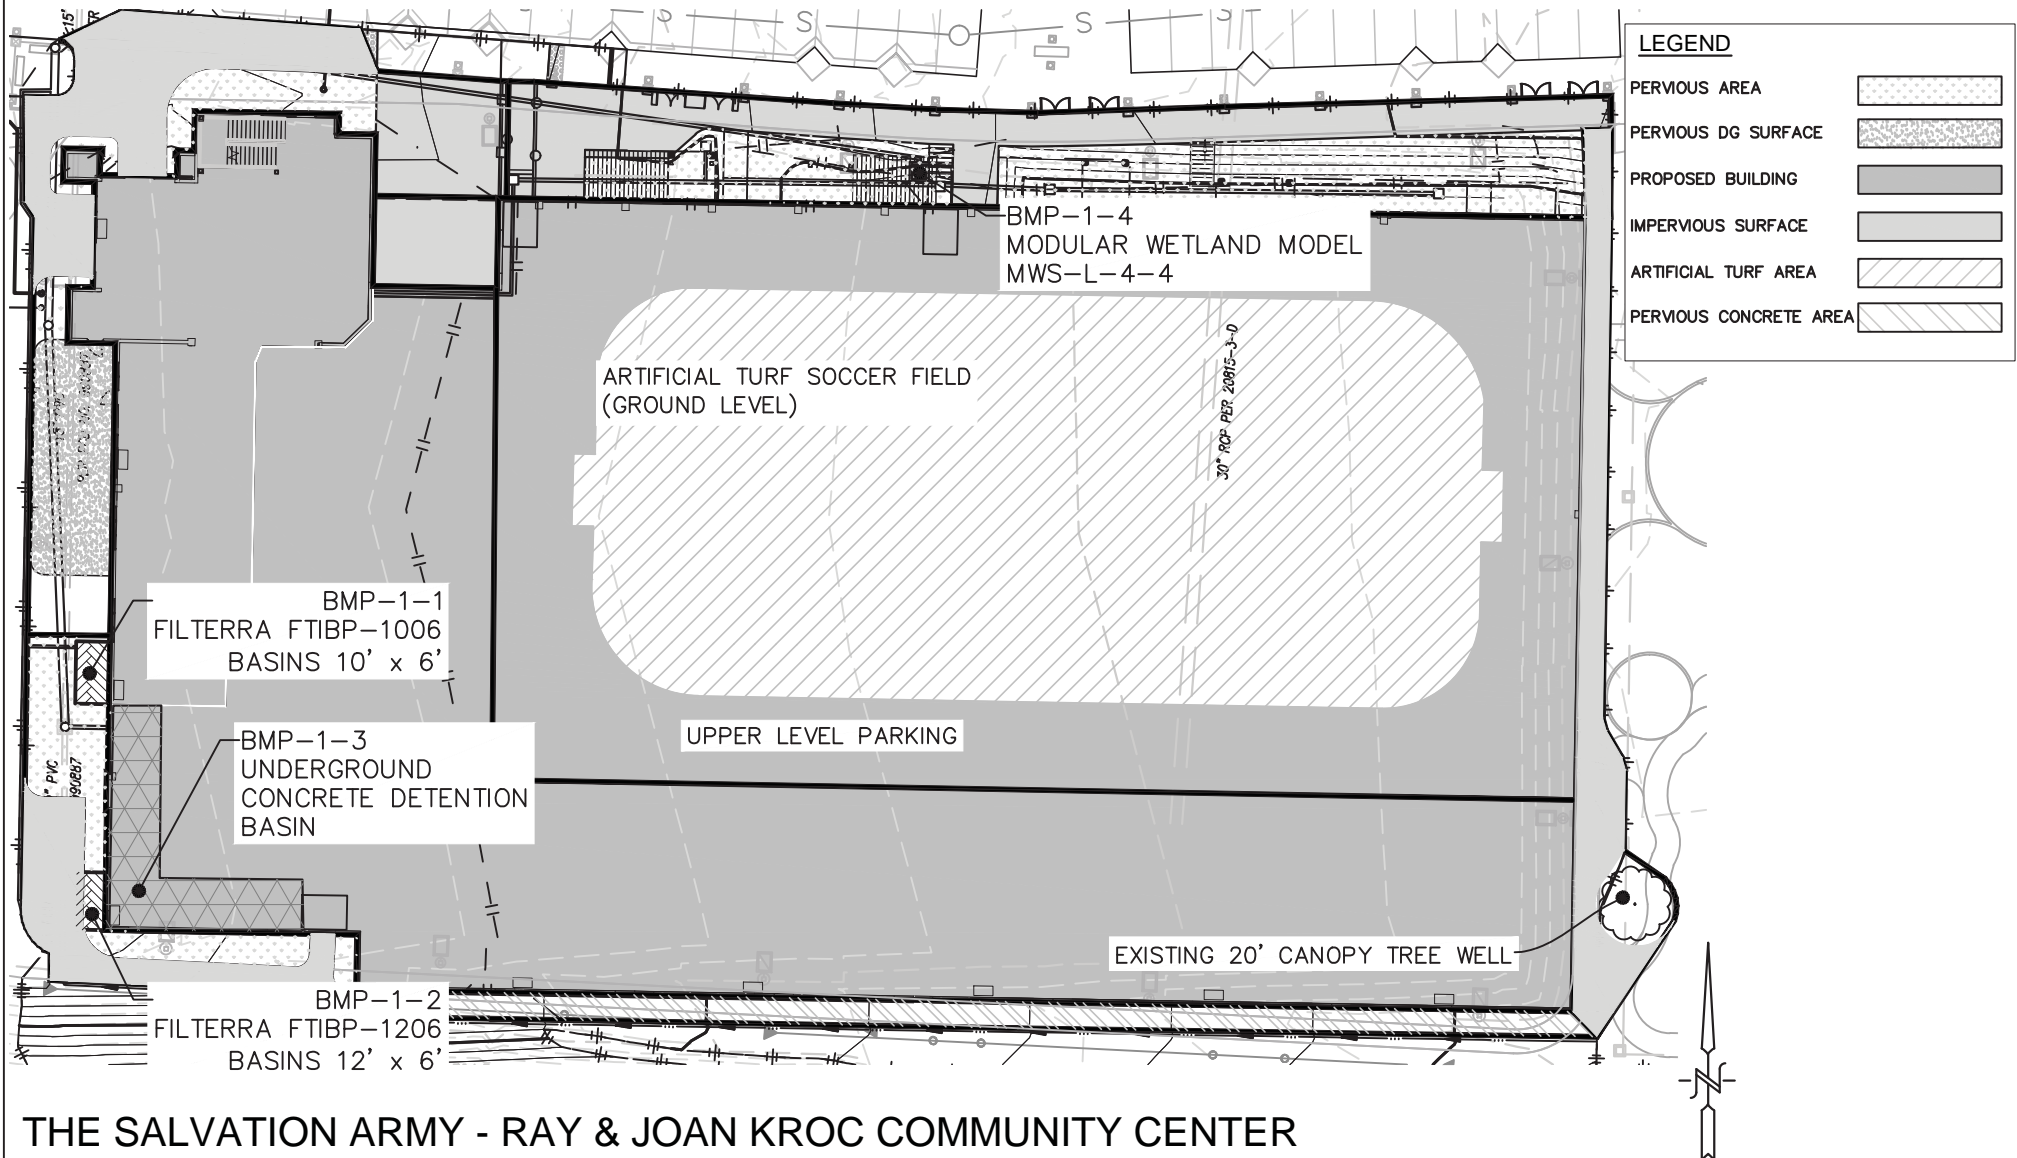 S S S S
15'
LEGEND
PERVIOUS AREA
PERVIOUS DG SURFACE
PROPOSED BUILDING
IMPERVIOUS SURFACE
ARTIFICIAL TURF AREA
PERVIOUS CONCRETE AREA
BMP-1-4
MODULAR WETLAND MODEL
MWS-L-4-4
30" RCP PER 20815-3-D
ARTIFICIAL TURF SOCCER FIELD
(GROUND LEVEL)
BMP-1-1
FILTERRA FTIBP-1006
BASINS 10' x 6'
BMP-1-3
UNDERGROUND
CONCRETE DETENTION
BASIN
UPPER LEVEL PARKING
" PVC
90887
EXISTING 20' CANOPY TREE WELL
BMP-1-2
FILTERRA FTIBP-1206
BASINS 12' x 6'
N
THE SALVATION ARMY - RAY & JOAN KROC COMMUNITY CENTER